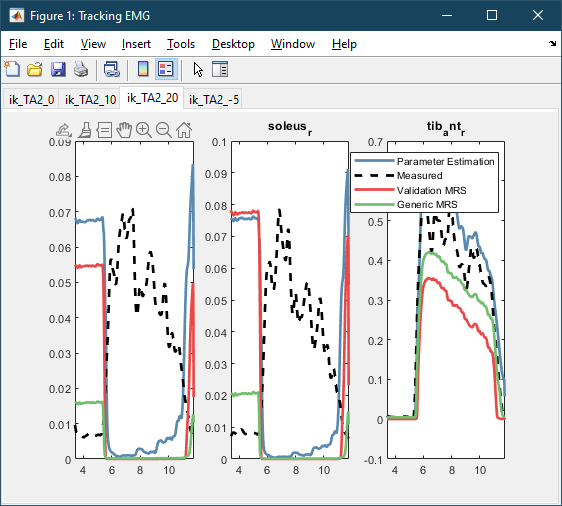 Figure 1: Tracking EMG
File Edit View Insert Tools Desktop Window Help
ik_TA2_0 ik_TA2_10 ik_TA2_20 ik_TA2_-5
soleusr
tibantr
0.09
0.08
0.07
0.06
0.05
0.04
0.03
0.02
0.01
0
4 6 8 10
0.1
0.09
0.08
0.07
0.06
0.05
0.04
0.03
0.02
0.01
0
4 6 8 10
0.7
0.5
0.4
0.3
0.2
0.1
0
-0.1
4 6 8 10
Parameter Estimation
Measured
Validation MRS
Generic MRS